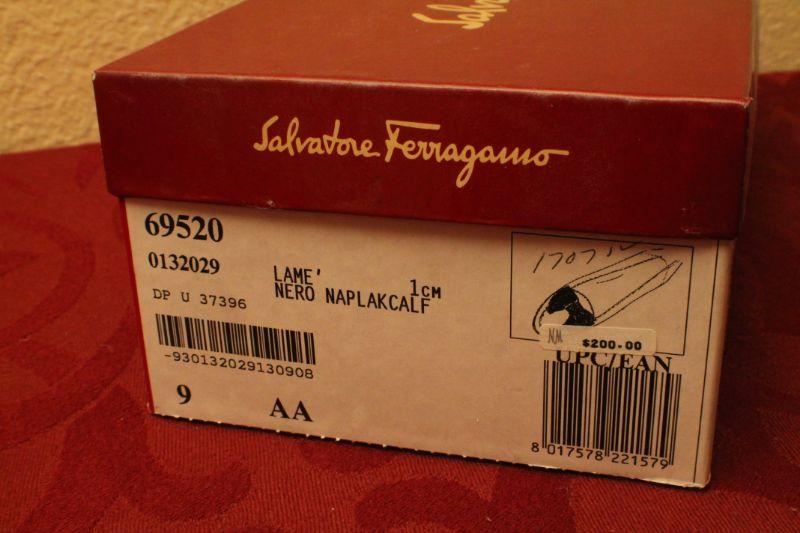 Salvatore Ferragamo
69520
0132029
DP U 37396
LAME' 1CM
NERO NAPLAKCALF
-930132029130908
9 AA
NM $200.00
UPC/EAN
8 017578 221579